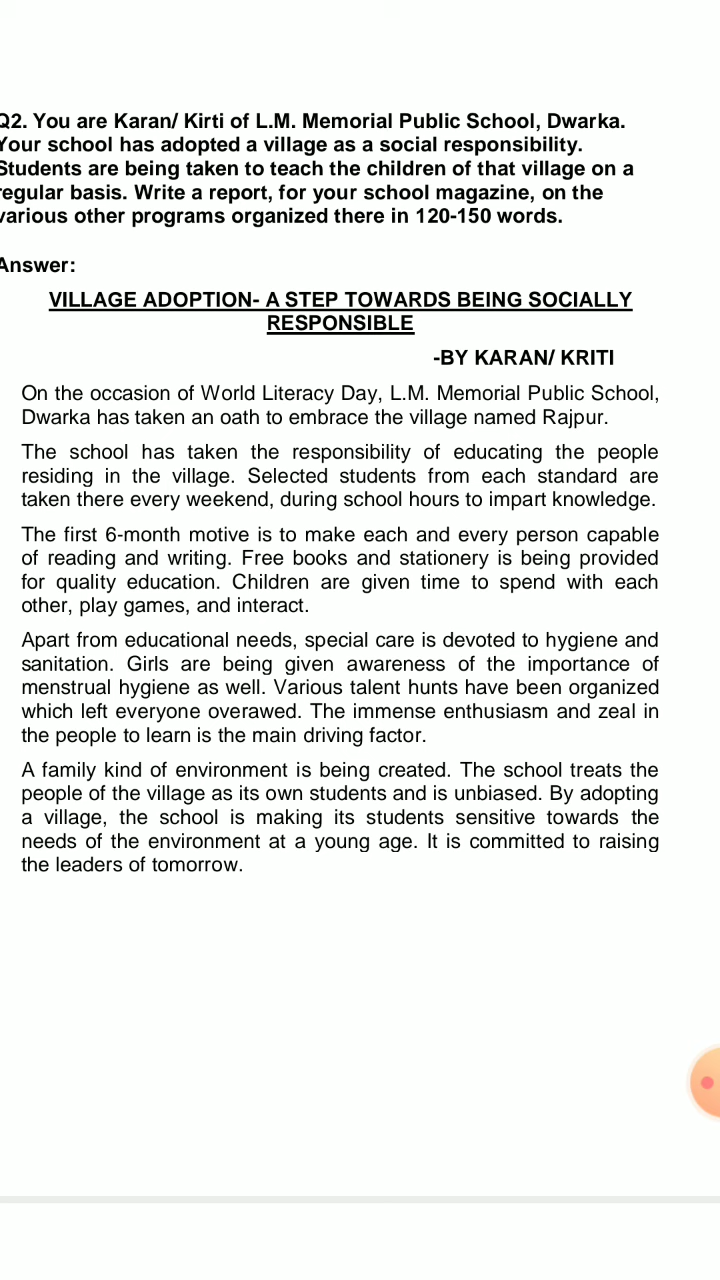 Q2. You are Karan/ Kirti of L.M. Memorial Public School, Dwarka.
Your school has adopted a village as a social responsibility.
Students are being taken to teach the children of that village on a
regular basis. Write a report, for your school magazine, on the
various other programs organized there in 120-150 words.
Answer:
VILLAGE ADOPTION- A STEP TOWARDS BEING SOCIALLY
RESPONSIBLE
-BY KARAN/ KRITI
On the occasion of World Literacy Day, L.M. Memorial Public School,
Dwarka has taken an oath to embrace the village named Rajpur.
The school has taken the responsibility of educating the people
residing in the village. Selected students from each standard are
taken there every weekend, during school hours to impart knowledge.
The first 6-month motive is to make each and every person capable
of reading and writing. Free books and stationery is being provided
for quality education. Children are given time to spend with each
other, play games, and interact.
Apart from educational needs, special care is devoted to hygiene and
sanitation. Girls are being given awareness of the importance of
menstrual hygiene as well. Various talent hunts have been organized
which left everyone overawed. The immense enthusiasm and zeal in
the people to learn is the main driving factor.
A family kind of environment is being created. The school treats the
people of the village as its own students and is unbiased. By adopting
a village, the school is making its students sensitive towards the
needs of the environment at a young age. It is committed to raising
the leaders of tomorrow.